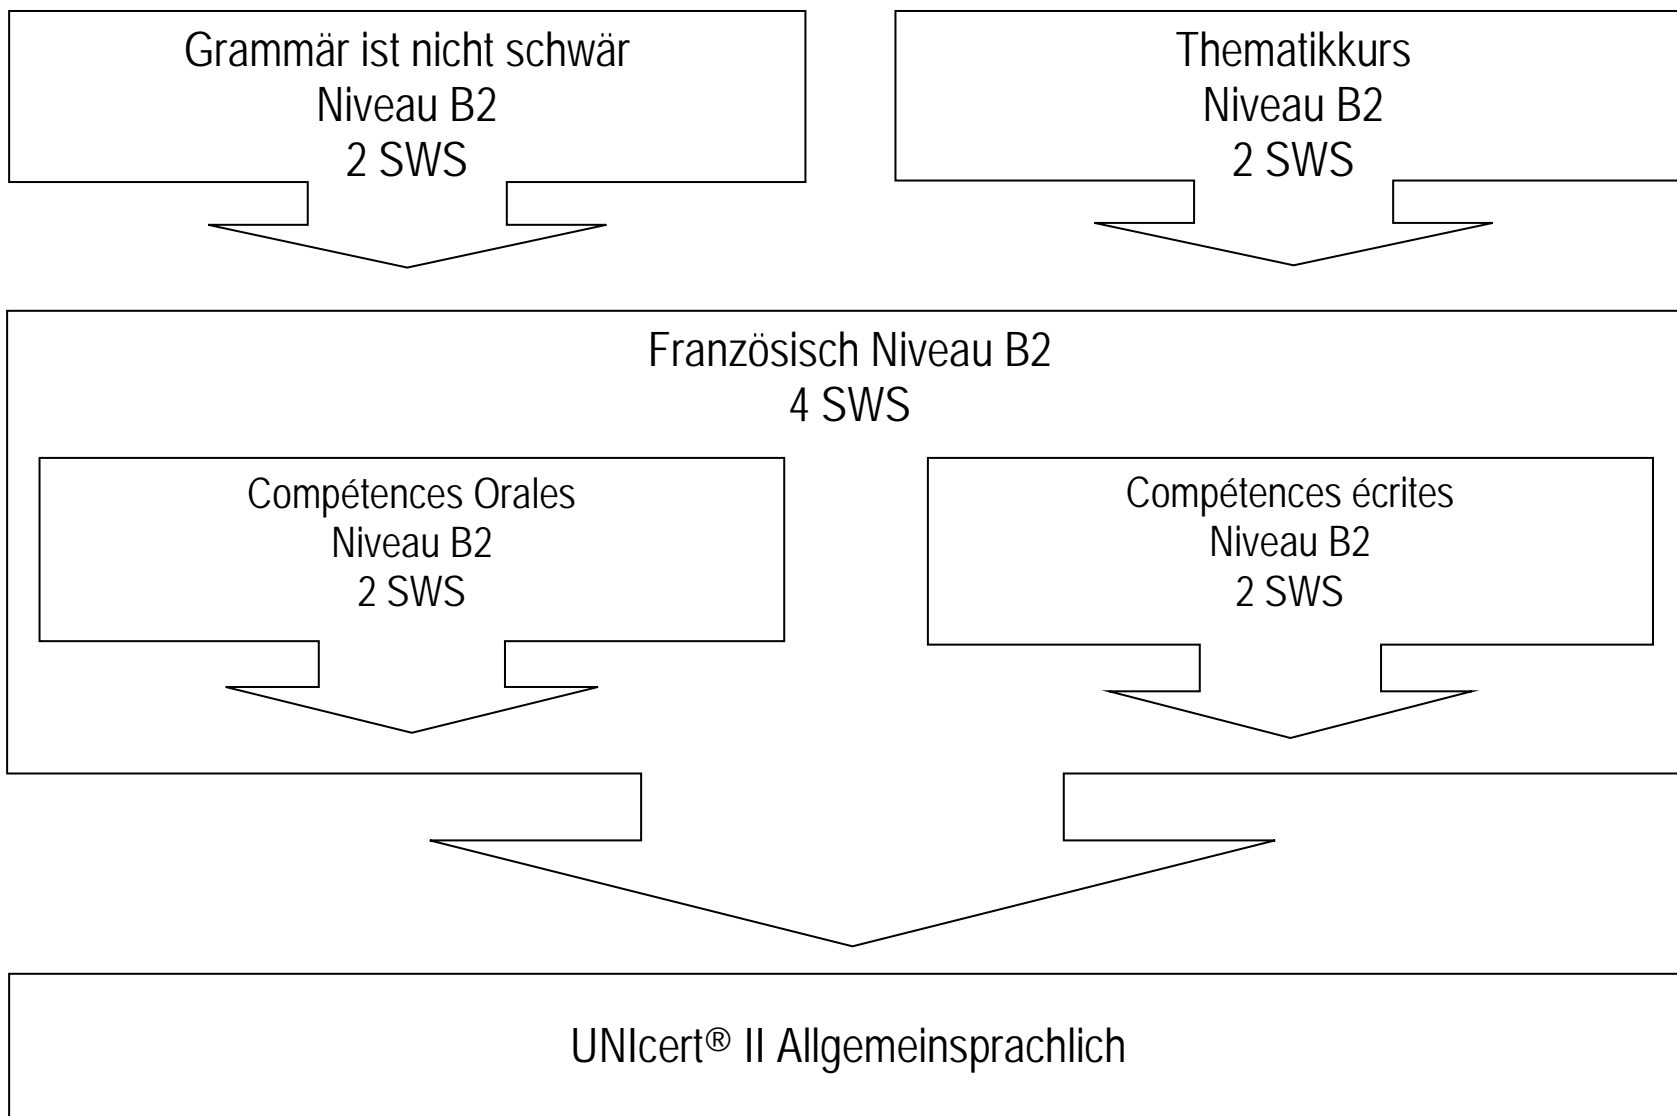 Grammär ist nicht schwär
Niveau B2
2 SWS
Thematikkurs
Niveau B2
2 SWS
Französisch Niveau B2
4 SWS
Compétences Orales
Niveau B2
2 SWS
Compétences écrites
Niveau B2
2 SWS
UNIcert® II Allgemeinsprachlich